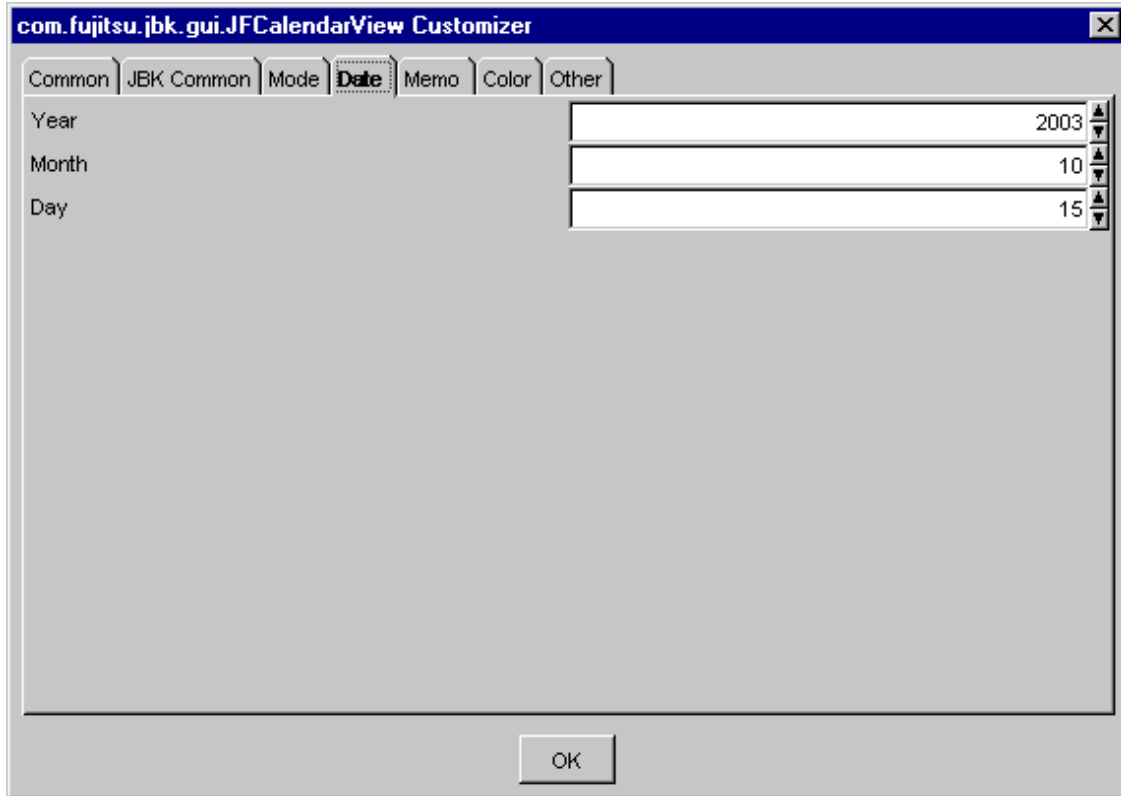 com.fujitsu.jbk.gui.JFCalendarView Customizer
Common JBK Common Mode Date Memo Color Other
Year 2003
Month 10
Day 15
OK